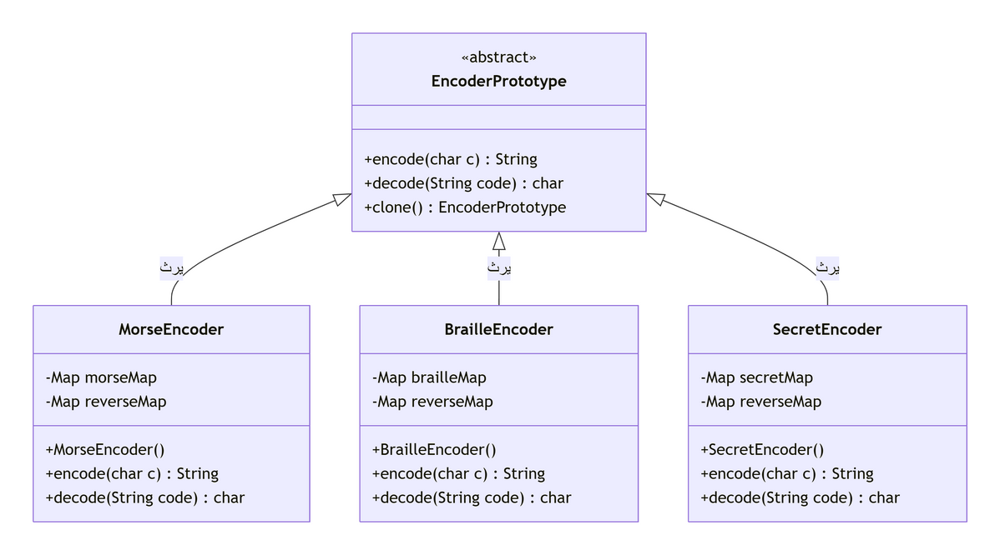 «abstract»
EncoderPrototype
+encode(char c) : String
+decode(String code) : char
+clone() : EncoderPrototype
يرث
يرث
يرث
MorseEncoder
-Map morseMap
-Map reverseMap
+MorseEncoder()
+encode(char c) : String
+decode(String code) : char
BrailleEncoder
-Map brailleMap
-Map reverseMap
+BrailleEncoder()
+encode(char c) : String
+decode(String code) : char
SecretEncoder
-Map secretMap
-Map reverseMap
+SecretEncoder()
+encode(char c) : String
+decode(String code) : char